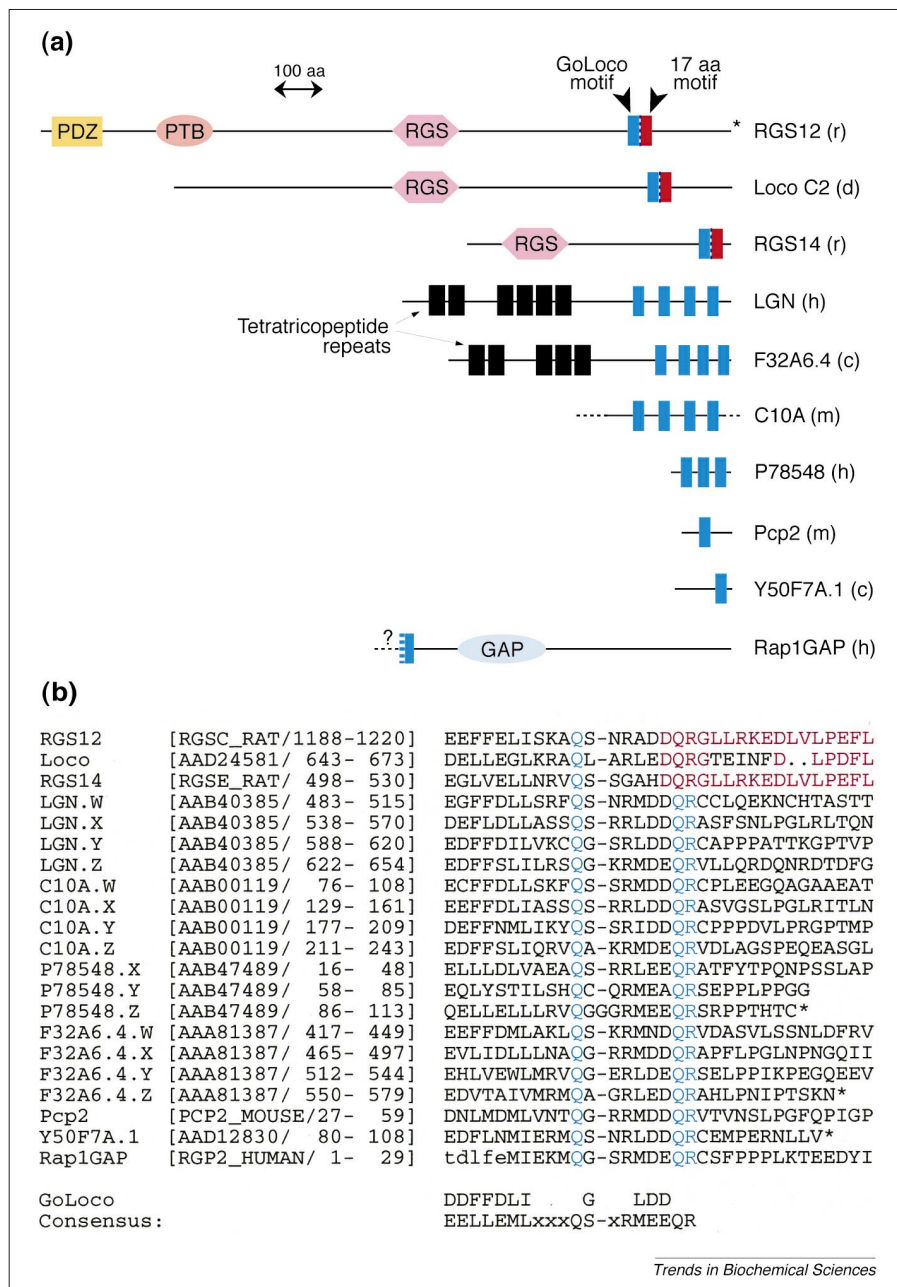 (a)
100 aa
GoLoco motif
17 aa motif
PDZ
PTB
RGS
*
RGS12 (r)
RGS
Loco C2 (d)
RGS
RGS14 (r)
LGN (h)
Tetratricopeptide repeats
F32A6.4 (c)
C10A (m)
P78548 (h)
Pcp2 (m)
Y50F7A.1 (c)
?
GAP
Rap1GAP (h)
(b)
RGS12 [RGSC_RAT/1188- 1220] EEFFELISKAQS-NRADDQRGLLRKEDLVLPEFL
Loco [AAD24581/ 643- 673] DELLEGLKRAQL-ARLEDQRGTEINFD..LPDFL
RGS14 [RGSE_RAT/ 498- 530] EGLVELLNRVQS-SGAHDQRGLLRKEDLVLPEFL
LGN.W [AAB40385/ 483- 515] EGFFDLLSRFQS-NRMDDQRCCLQEKNCHTASTT
LGN.X [AAB40385/ 538- 570] DEFLDLLASSQS-RRLDDQRASFSNLPGLRLTQN
LGN.Y [AAB40385/ 588- 620] EDFFDILVKCQG-SRLDDQRCAPPPATTKGPTVP
LGN.Z [AAB40385/ 622- 654] EDFFSLILRSQG-KRMDEQRVLLQRDQNRDTDFG
C10A.W [AAB00119/ 76- 108] ECFFDLLSKFQS-SRMDDQRCPLEEGQAGAAEAT
C10A.X [AAB00119/ 129- 161] EEFFDLIASSQS-RRLDDQRASVGSLPGLRITLN
C10A.Y [AAB00119/ 177- 209] DEFFNMLIKYQS-SRIDDQRCPPPDVLPRGPTMP
C10A.Z [AAB00119/ 211- 243] EDFFSLIQRVQA-KRMDEQRVDLAGSPEQEASGL
P78548.X [AAB47489/ 16- 48] ELLLDLVAEAQS-RRLEEQRATFYTPQNPSSLAP
P78548.Y [AAB47489/ 58- 85] EQLYSTILSHQC-QRMEAQRSEPPLPPGG
P78548.Z [AAB47489/ 86- 113] QELLELLLRVQGGGRMEEQRSRPPTHTC*
F32A6.4.W [AAA81387/ 417- 449] EEFFDMLAKLQS-KRMNDQRVDASVLSSNLDFRV
F32A6.4.X [AAA81387/ 465- 497] EVLIDLLLNAQG-RRMDDQRAPFLPGLNPNGQII
F32A6.4.Y [AAA81387/ 512- 544] EHLVEWLMRVQG-ERLDEQRSELPPIKPEGQEEV
F32A6.4.Z [AAA81387/ 550- 579] EDVTAIVMRMQA-GRLEDQRAHLPNIPTSKN*
Pcp2 [PCP2_MOUSE/27- 59] DNLMDMLVNTQG-RRMDDQRVTVNSLPGFQPIGP
Y50F7A.1 [AAD12830/ 80- 108] EDFLNMIERMQS-NRLDDQRCEMPERNLLV*
Rap1GAP [RGP2_HUMAN/ 1- 29] tdlfeMIEKMQG-SRMDEQRCSFPPPLKTEEDYI
GoLoco DDFFDLI G LDD
Consensus: EELLEMLxxxQS-xRMEEQR
Trends in Biochemical Sciences